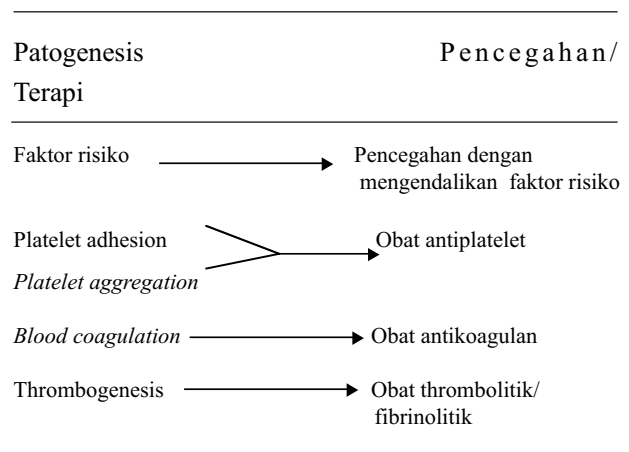 Patogenesis Pencegahan/
Terapi
Faktor risiko Pencegahan dengan
mengendalikan faktor risiko
Platelet adhesion Obat antiplatelet
Platelet aggregation
Blood coagulation Obat antikoagulan
Thrombogenesis Obat thrombolitik/
fibrinolitik